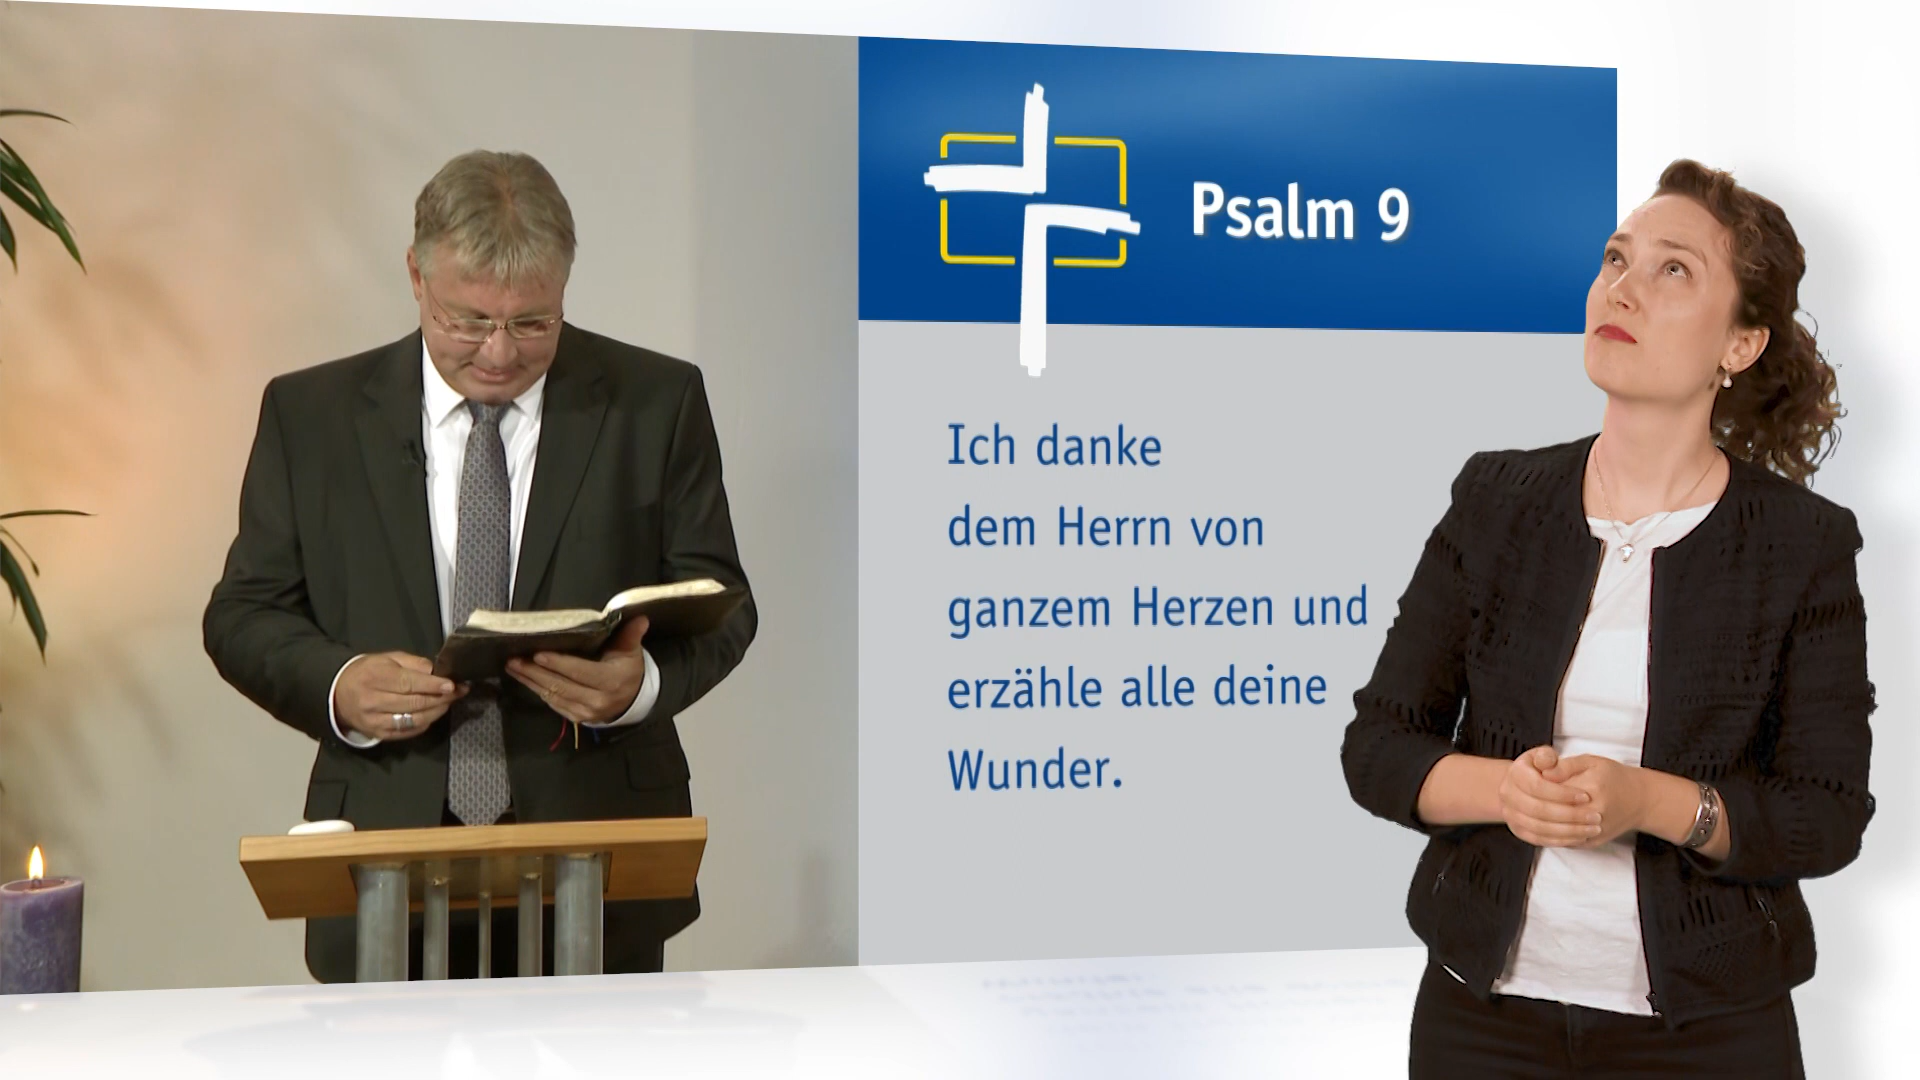 Psalm 9
Ich danke
dem Herrn von
ganzem Herzen und
erzähle alle deine
Wunder.